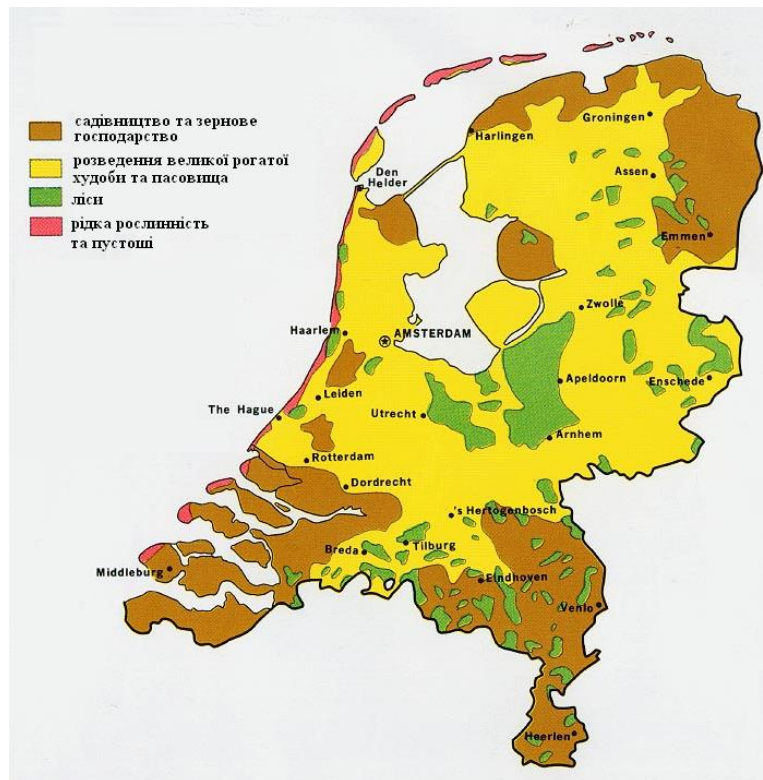 садівництво та зернове
господарство
розведення великої рогатої
худоби та пасовища
ліси
рідка рослинність
та пустоші
Groningen
Harlingen
Den
Helder
Assen
Emmen
Zwolle
Haarlem
AMSTERDAM
Apeldoorn
Enschede
Leiden
The Hague
Utrecht
Arnhem
Rotterdam
Dordrecht
's Hertogenbosch
Breda
Tilburg
Middleburg
Eindhoven
Venlo
Heerlen